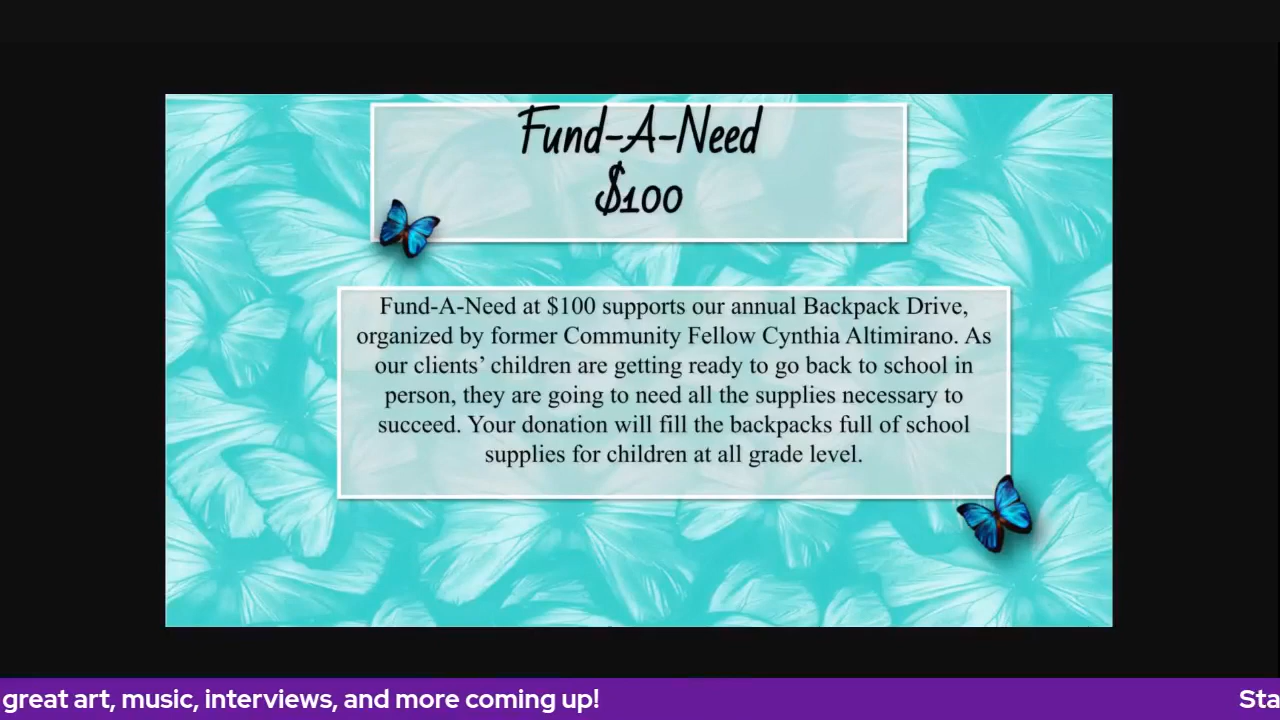 Fund-A-Need
$100
Fund-A-Need at $100 supports our annual Backpack Drive,
organized by former Community Fellow Cynthia Altimirano. As
our clients’ children are getting ready to go back to school in
person, they are going to need all the supplies necessary to
succeed. Your donation will fill the backpacks full of school
supplies for children at all grade level.
great art, music, interviews, and more coming up!